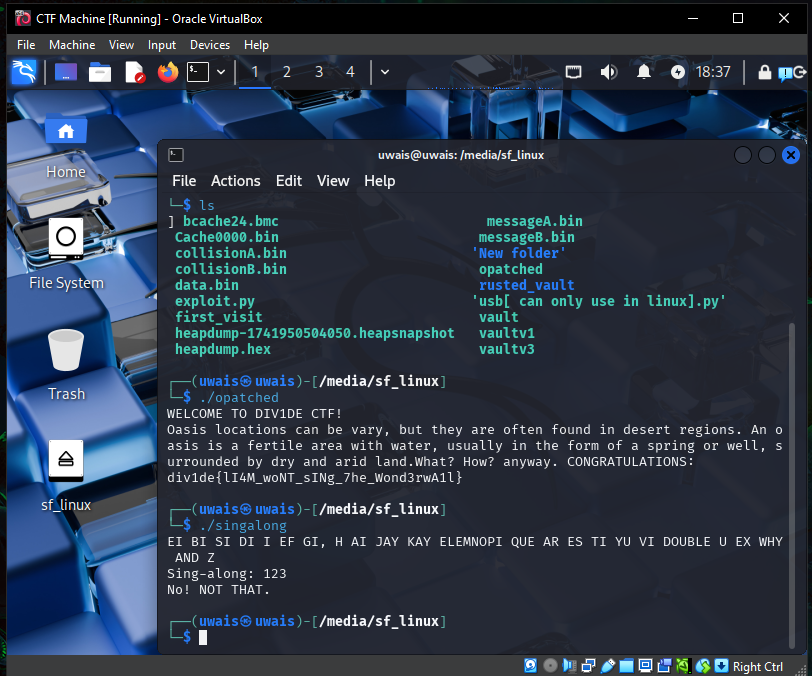 CTF Machine [Running] - Oracle VirtualBox
File Machine View Input Devices Help
1 2 3 4 18:37
uwais@uwais: /media/sf_linux
File Actions Edit View Help
Home
File System
Trash
sf_linux
└─$ ls
] bcache24.bmc messageA.bin
Cache0000.bin messageB.bin
collisionA.bin 'New folder'
collisionB.bin opatched
data.bin rusted_vault
exploit.py 'usb[ can only use in linux].py'
first_visit vault
heapdump-1741950504050.heapsnapshot vaultv1
heapdump.hex vaultv3
┌──(uwais㉿uwais)-[/media/sf_linux]
└─$ ./opatched
WELCOME TO DIV1DE CTF!
Oasis locations can be vary, but they are often found in desert regions. An o
asis is a fertile area with water, usually in the form of a spring or well, s
urrounded by dry and arid land.What? How? anyway. CONGRATULATIONS:
div1de{lI4M_woNT_sINg_7he_Wond3rwA1l}
┌──(uwais㉿uwais)-[/media/sf_linux]
└─$ ./singalong
EI BI SI DI I EF GI, H AI JAY KAY ELEMNOPI QUE AR ES TI YU VI DOUBLE U EX WHY
AND Z
Sing-along: 123
No! NOT THAT.
┌──(uwais㉿uwais)-[/media/sf_linux]
└─$
Right Ctrl